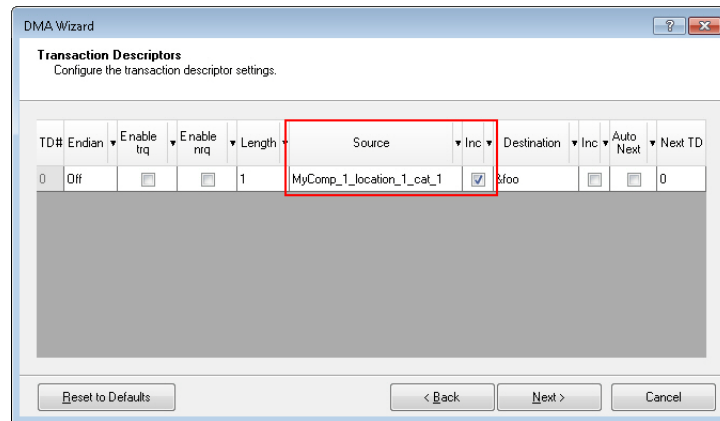 DMA Wizard
Transaction Descriptors
Configure the transaction descriptor settings.
TD# Endian Enable trq Enable nrq Length Source Inc Destination Inc Auto Next Next TD
0 Off 1 MyComp_1_location_1_cat_1 &foo 0
Reset to Defaults < Back Next > Cancel